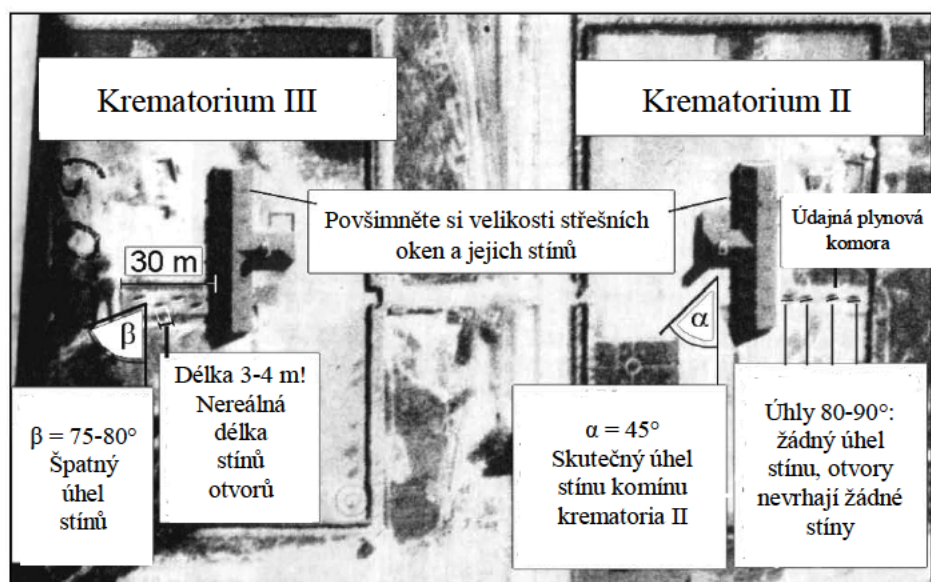 Krematorium III
Krematorium II
Povšimněte si velikosti střešních
oken a jejich stínů
Údajná plynová
komora
30 m
β
α
Délka 3-4 m!
Nereálná
délka
stínů
otvorů
β = 75-80°
Špatný
úhel
stínů
α = 45°
Skutečný úhel
stínu komínu
krematoria II
Úhly 80-90°:
žádný úhel
stínu, otvory
nevrhají žádné
stíny